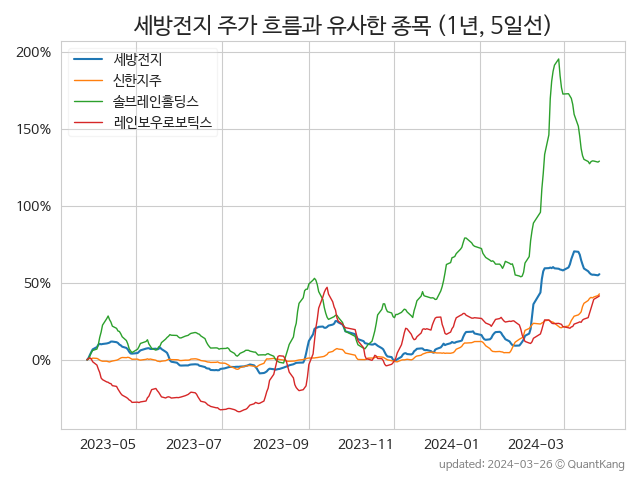 세방전지 주가 흐름과 유사한 종목 (1년, 5일선)
200%
150%
100%
50%
0%
세방전지
신한지주
솔브레인홀딩스
레인보우로보틱스
2023-05 2023-07 2023-09 2023-11 2024-01 2024-03
updated: 2024-03-26 © QuantKang